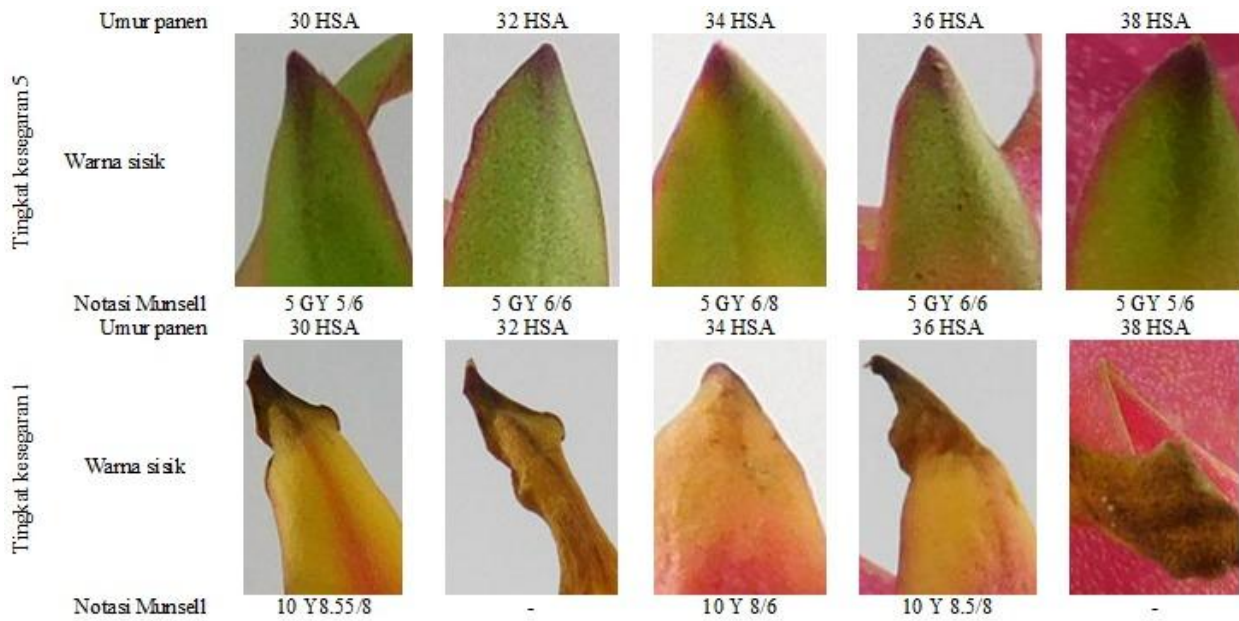 Umur panen 30 HSA 32 HSA 34 HSA 36 HSA 38 HSA
Tingkat kesegaran 5
Warna sisik
Notasi Munsell 5 GY 5/6 5 GY 6/6 5 GY 6/8 5 GY 6/6 5 GY 5/6
Umur panen 30 HSA 32 HSA 34 HSA 36 HSA 38 HSA
Tingkat kesegaran 1
Warna sisik
Notasi Munsell 10 Y 8.55/8 - 10 Y 8/6 10 Y 8.5/8 -